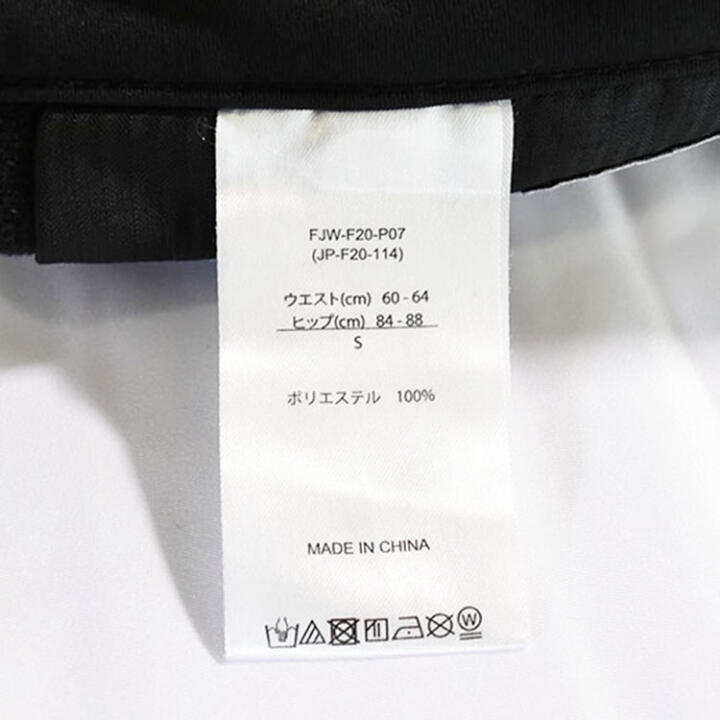 FJW-F20-P07
(JP-F20-114)
ウエスト(cm) 60 - 64
ヒップ(cm) 84 - 88
S
ポリエステル 100%
MADE IN CHINA
W